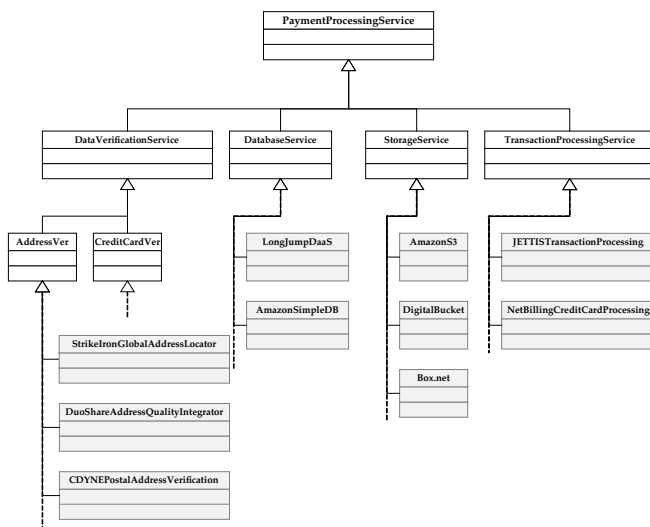 PaymentProcessingService
DataVerificationService
DatabaseService
StorageService
TransactionProcessingService
AddressVer
CreditCardVer
LongJumpDaaS
AmazonS3
JETTISTransactionProcessing
AmazonSimpleDB
DigitalBucket
NetBillingCreditCardProcessing
StrikeIronGlobalAddressLocator
Box.net
DuoShareAddressQualityIntegrator
CDYNEPostalAddressVerification